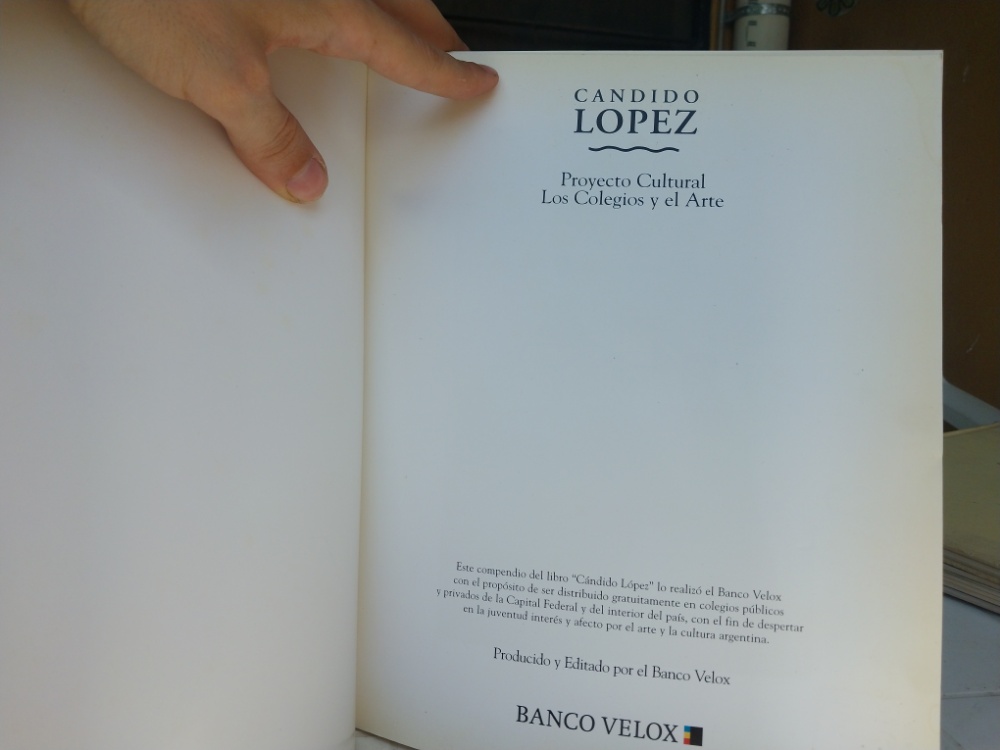 CANDIDO
LOPEZ
Proyecto Cultural
Los Colegios y el Arte
Este compendio del libro "Cándido López" lo realizó el Banco Velox
con el propósito de ser distribuido gratuitamente en colegios públicos
y privados de la Capital Federal y del interior del país, con el fin de despertar
en la juventud interés y afecto por el arte y la cultura argentina.
Producido y Editado por el Banco Velox
BANCO VELOX